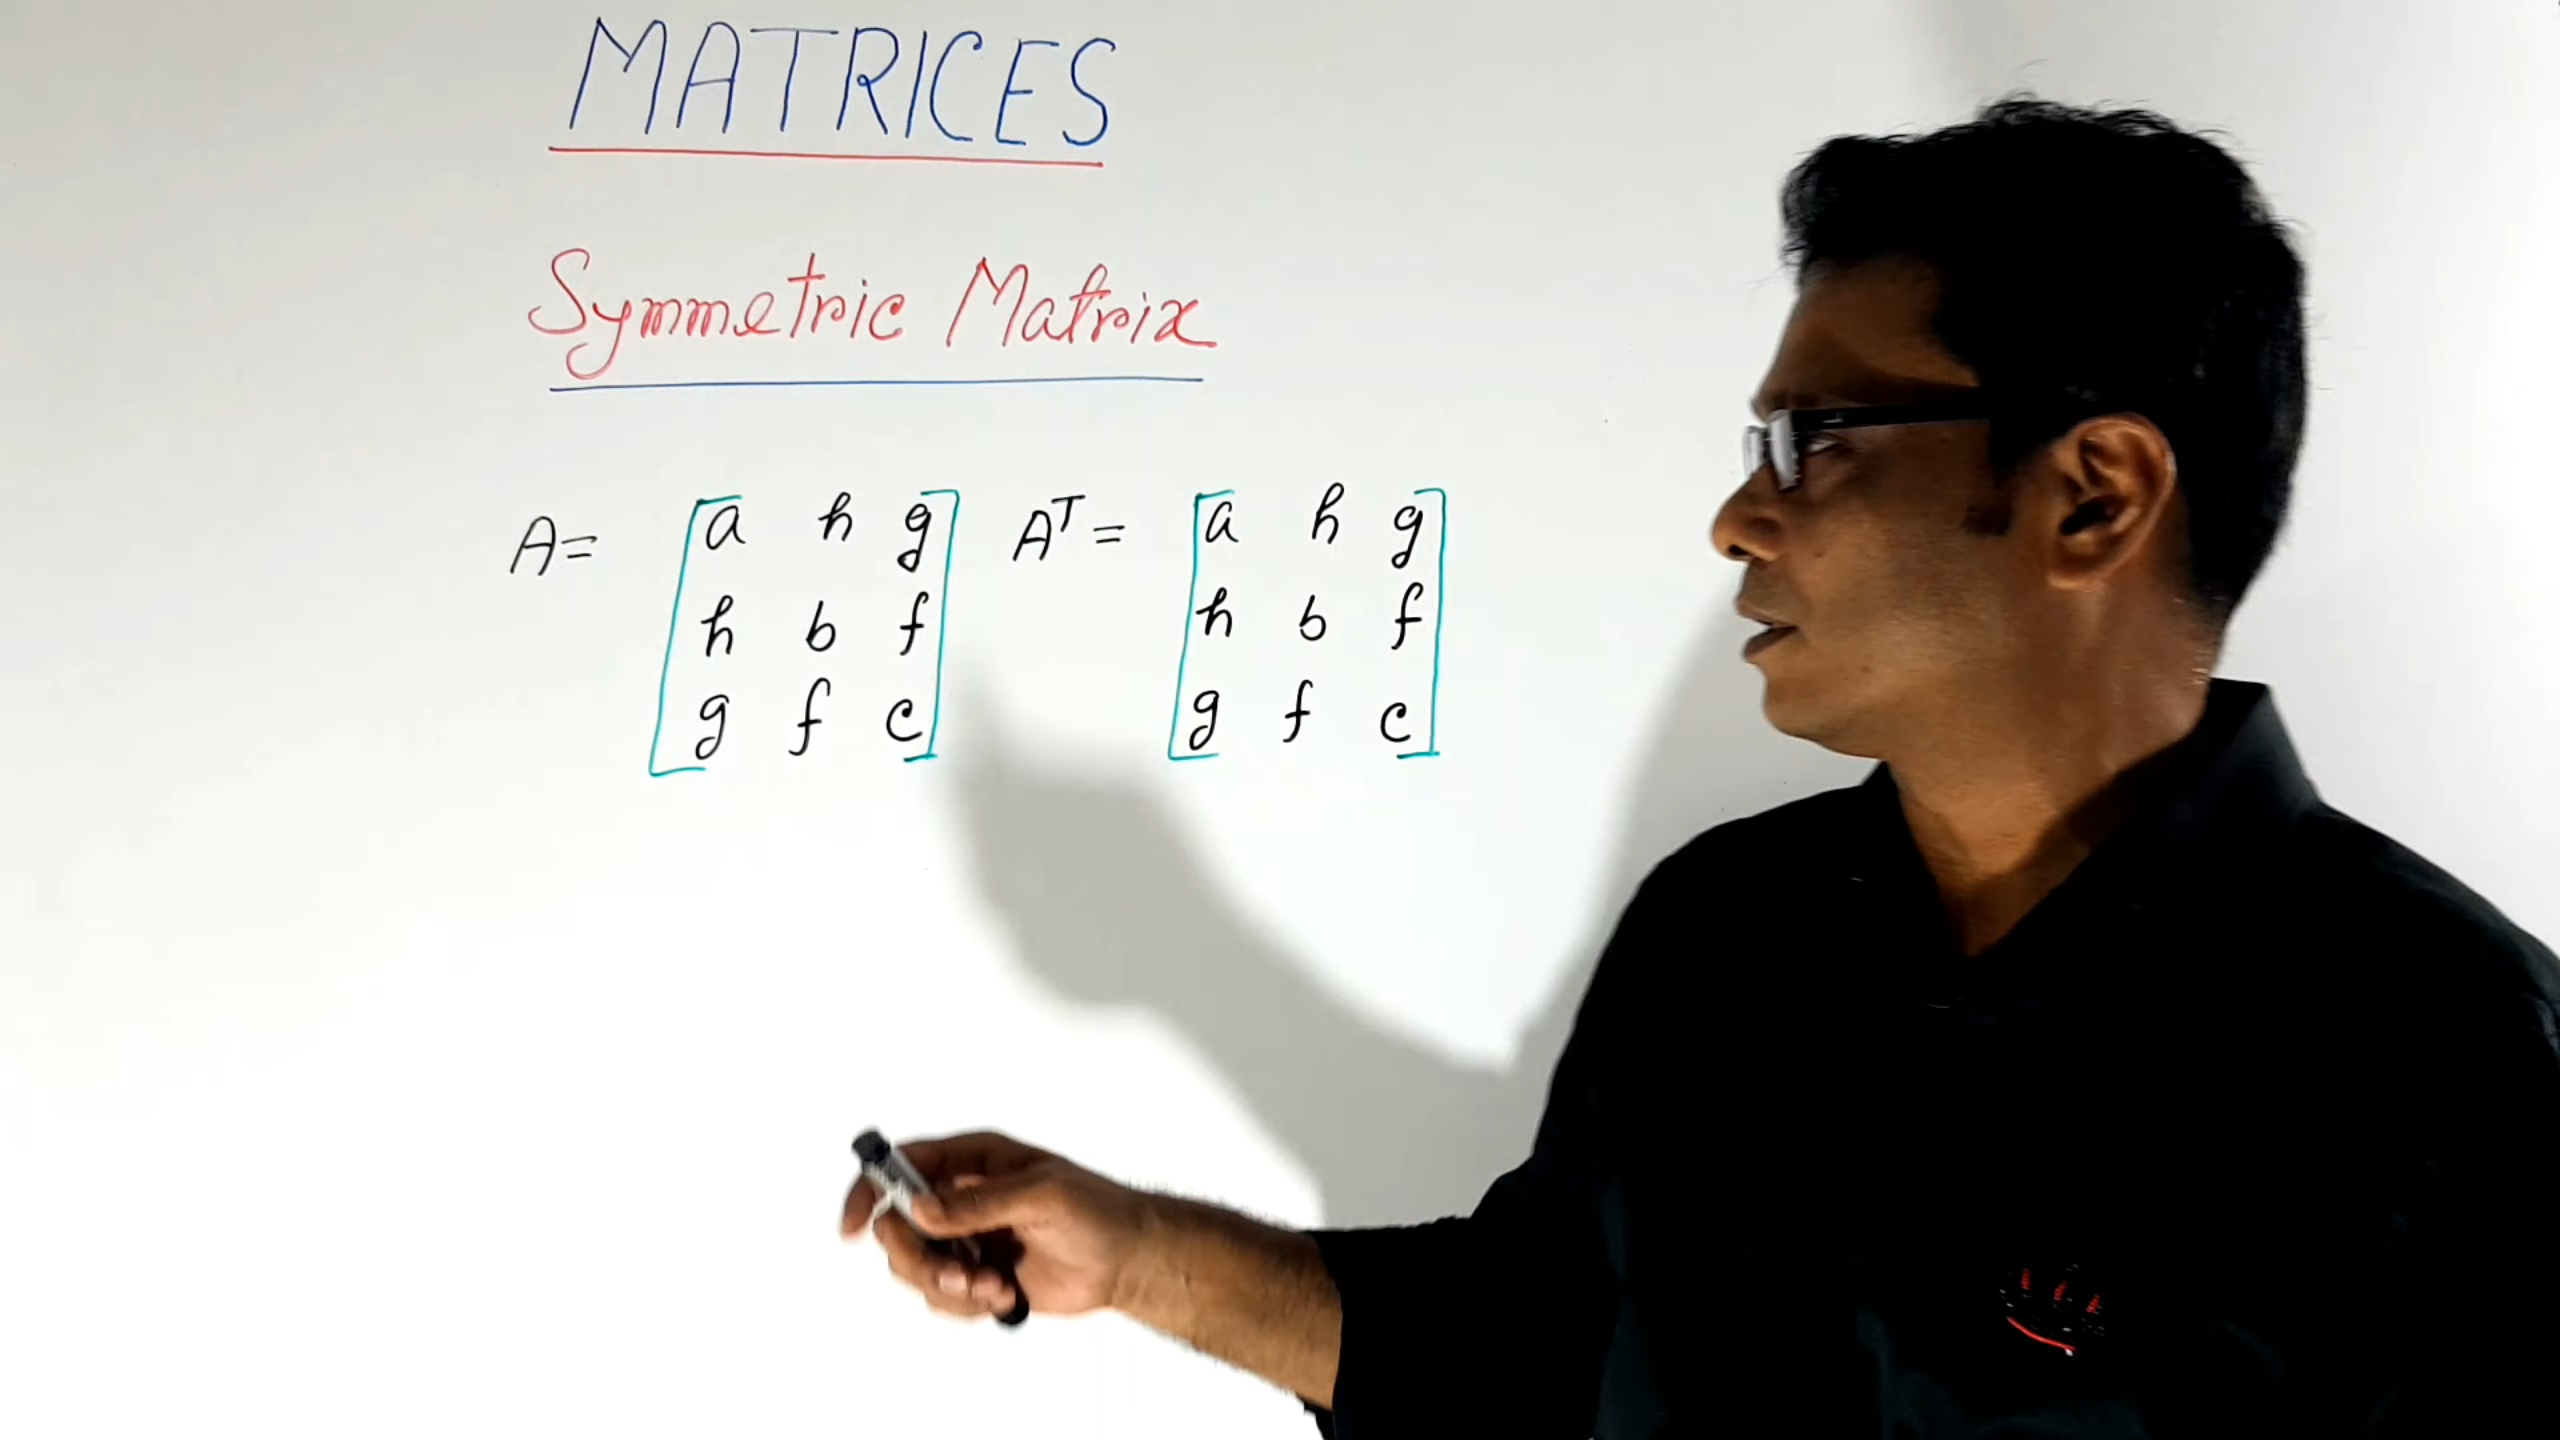 MATRICES
Symmetric Matrix
A= [a h g] Aᵀ = [a h g]
h b f h b f
g f c g f c